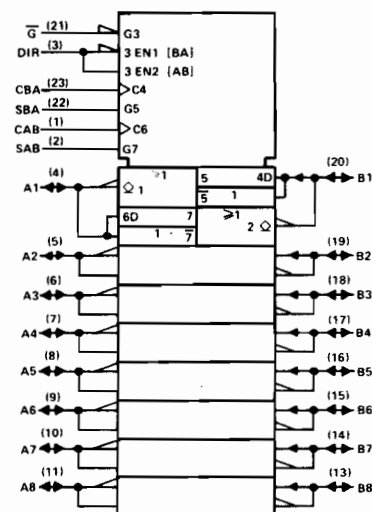 G̅ (21) G3
DIR (3) 3 EN1 [BA]
3 EN2 [AB]
CBA (23) C4
SBA (22) G5
CAB (1) C6
SAB (2) G7
A1 (4) ≥1 5 4D (20) B1
1 5̅ 1
6D 7 ≥1
1 7̅ 2
A2 (5) (19) B2
A3 (6) (18) B3
A4 (7) (17) B4
A5 (8) (16) B5
A6 (9) (15) B6
A7 (10) (14) B7
A8 (11) (13) B8